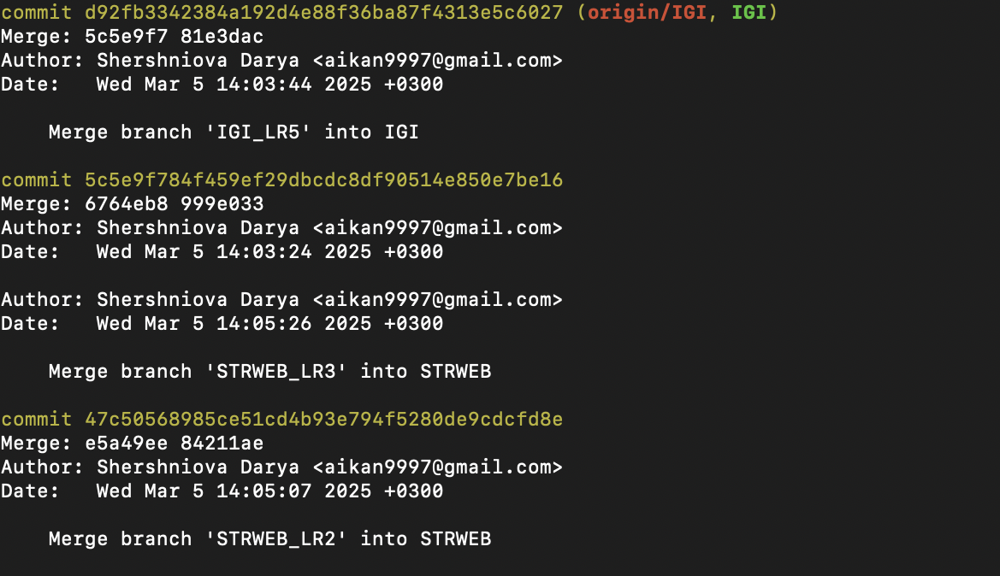 commit d92fb3342384a192d4e88f36ba87f4313e5c6027 (origin/IGI, IGI)
Merge: 5c5e9f7 81e3dac
Author: Shershniova Darya <aikan9997@gmail.com>
Date:   Wed Mar 5 14:03:44 2025 +0300

    Merge branch 'IGI_LR5' into IGI

commit 5c5e9f784f459ef29dbcdc8df90514e850e7be16
Merge: 6764eb8 999e033
Author: Shershniova Darya <aikan9997@gmail.com>
Date:   Wed Mar 5 14:03:24 2025 +0300

Author: Shershniova Darya <aikan9997@gmail.com>
Date:   Wed Mar 5 14:05:26 2025 +0300

    Merge branch 'STRWEB_LR3' into STRWEB

commit 47c50568985ce51cd4b93e794f5280de9cdcfd8e
Merge: e5a49ee 84211ae
Author: Shershniova Darya <aikan9997@gmail.com>
Date:   Wed Mar 5 14:05:07 2025 +0300

    Merge branch 'STRWEB_LR2' into STRWEB